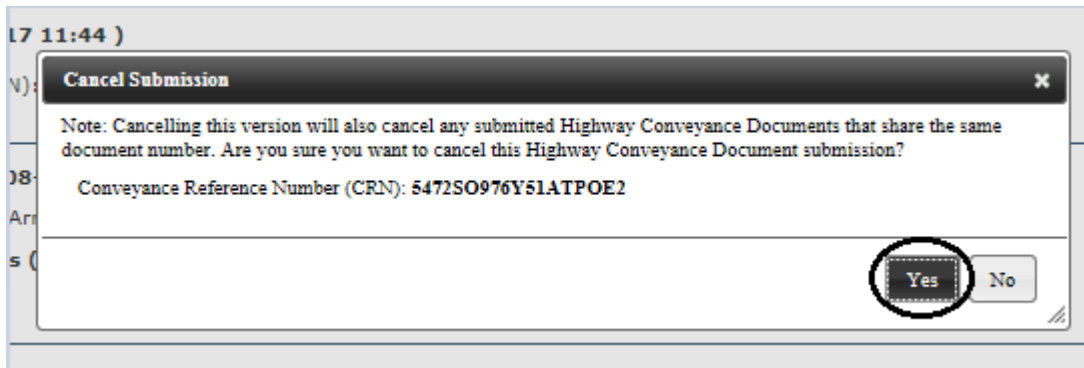 17 11:44 )
N):
Cancel Submission
Note: Cancelling this version will also cancel any submitted Highway Conveyance Documents that share the same
document number. Are you sure you want to cancel this Highway Conveyance Document submission?
08-
Conveyance Reference Number (CRN): 5472SO976Y51ATPOE2
Arr
s (
Yes No